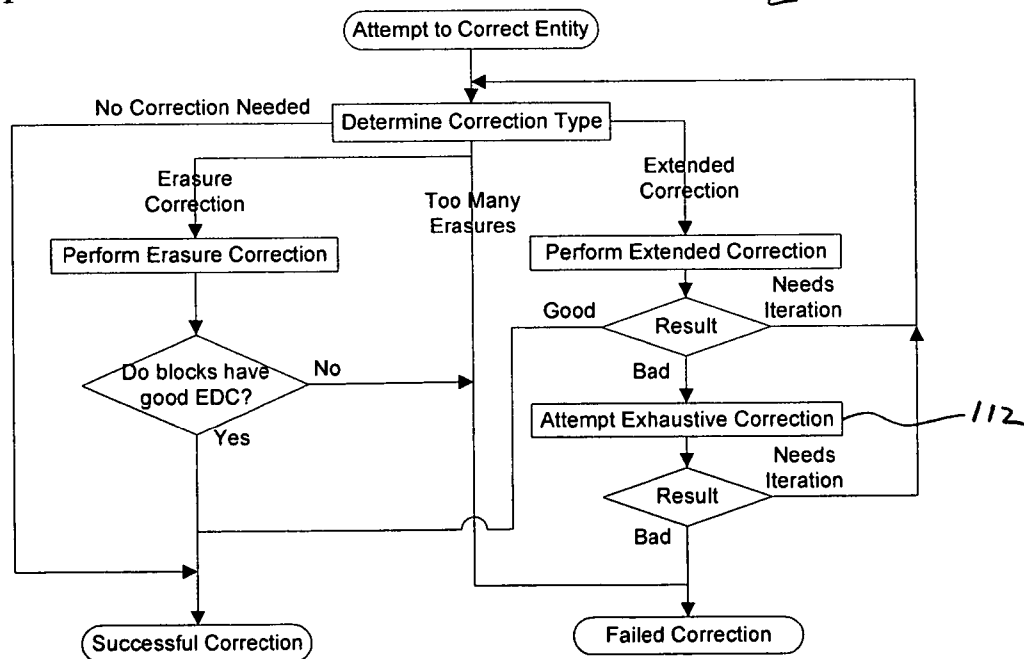 Attempt to Correct Entity
No Correction Needed
Determine Correction Type
Erasure
Correction
Too Many
Erasures
Extended
Correction
Perform Erasure Correction
Perform Extended Correction
Needs
Iteration
Good
Result
Do blocks have
good EDC?
No
Bad
Yes
Attempt Exhaustive Correction
112
Needs
Iteration
Result
Bad
Successful Correction
Failed Correction